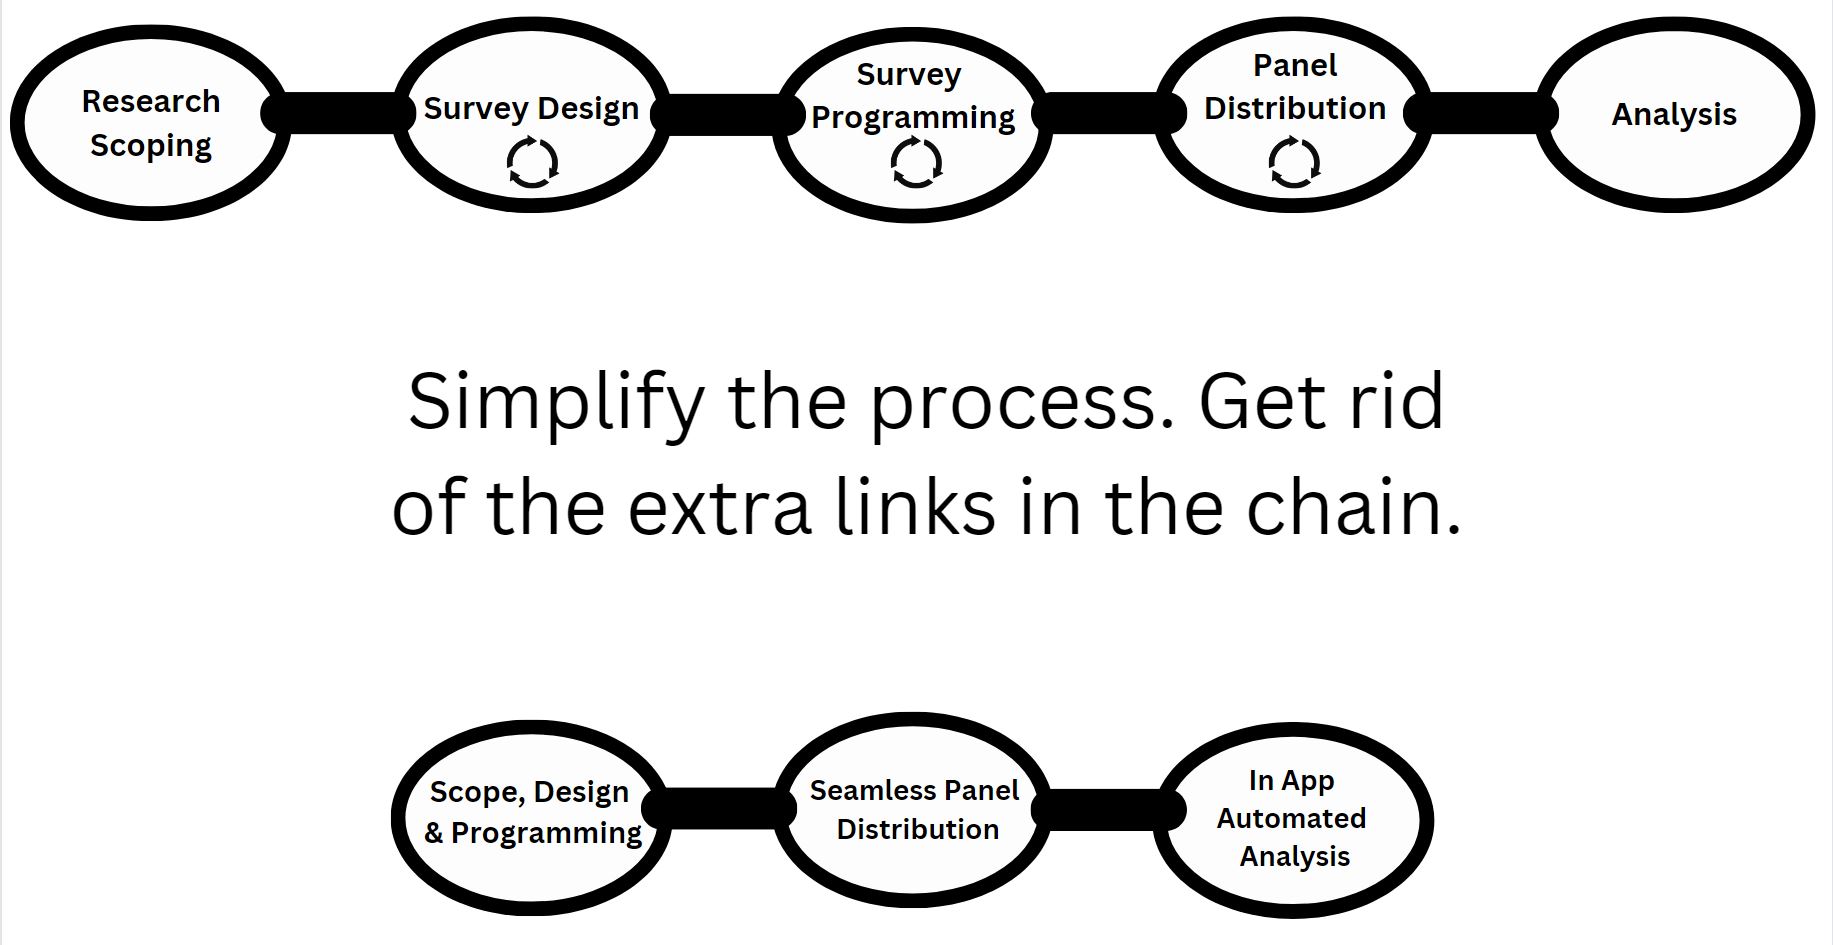 Research
Scoping
Survey Design
Survey
Programming
Panel
Distribution
Analysis
Simplify the process. Get rid
of the extra links in the chain.
Scope, Design
& Programming
Seamless Panel
Distribution
In App
Automated
Analysis